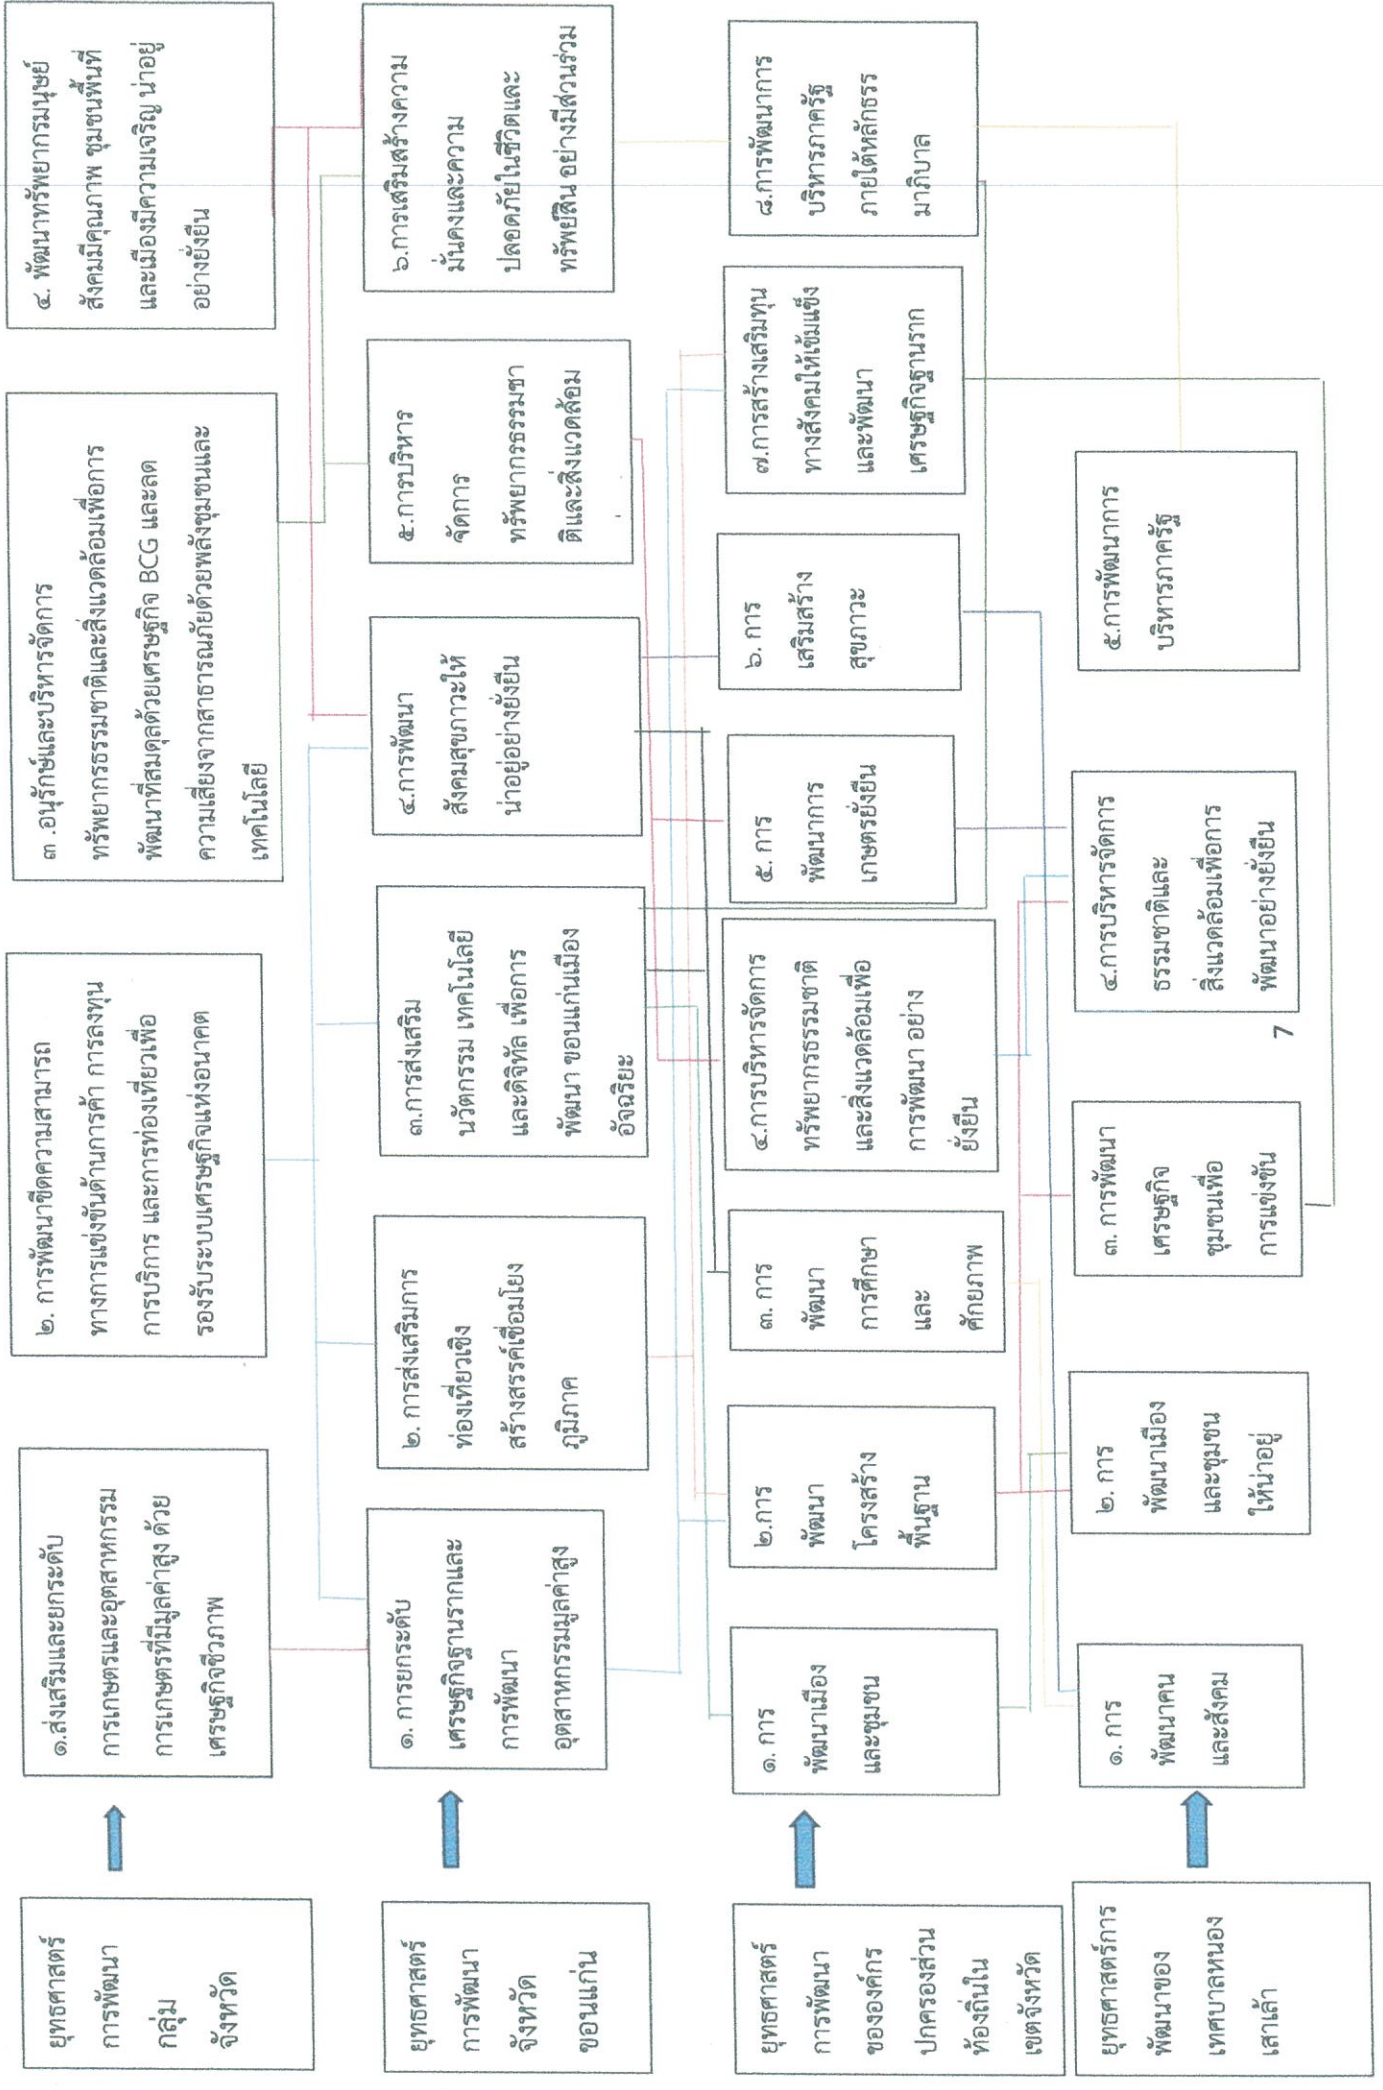 ยุทธศาสตร์
การพัฒนา
กลุ่ม
จังหวัด
๑.ส่งเสริมและยกระดับ
การเกษตรและอุตสาหกรรม
การเกษตรที่มีมูลค่าสูง ด้วย
เศรษฐกิจชีวภาพ
๒. การพัฒนาขีดความสามารถ
ทางการแข่งขันด้านการค้า การลงทุน
การบริการ และการท่องเที่ยวเพื่อ
รองรับระบบเศรษฐกิจแห่งอนาคต
๓ .อนุรักษ์และบริหารจัดการ
ทรัพยากรธรรมชาติและสิ่งแวดล้อมเพื่อการ
พัฒนาที่สมดุลด้วยเศรษฐกิจ BCG และลด
ความเสี่ยงจากสาธารณภัยด้วยพลังชุมชนและ
เทคโนโลยี
๔. พัฒนาทรัพยากรมนุษย์
สังคมมีคุณภาพ ชุมชนพื้นที่
และเมืองมีความเจริญ น่าอยู่
อย่างยั่งยืน
ยุทธศาสตร์
การพัฒนา
จังหวัด
ขอนแก่น
๑. การยกระดับ
เศรษฐกิจฐานรากและ
การพัฒนา
อุตสาหกรรมมูลค่าสูง
๒. การส่งเสริมการ
ท่องเที่ยวเชิง
สร้างสรรค์เชื่อมโยง
ภูมิภาค
๓.การส่งเสริม
นวัตกรรม เทคโนโลยี
และดิจิทัล เพื่อการ
พัฒนา ขอนแก่นเมือง
อัจฉริยะ
๔.การพัฒนา
สังคมสุขภาวะให้
น่าอยู่อย่างยั่งยืน
๕.การบริหาร
จัดการ
ทรัพยากรธรรมชา
ติและสิ่งแวดล้อม
๖.การเสริมสร้างความ
มั่นคงและความ
ปลอดภัยในชีวิตและ
ทรัพย์สิน อย่างมีส่วนร่วม
ยุทธศาสตร์
การพัฒนา
ขององค์กร
ปกครองส่วน
ท้องถิ่นใน
เขตจังหวัด
๑. การ
พัฒนาเมือง
และชุมชน
๒.การ
พัฒนา
โครงสร้าง
พื้นฐาน
๓. การ
พัฒนา
การศึกษา
และ
ศักยภาพ
๔.การบริหารจัดการ
ทรัพยากรธรรมชาติ
และสิ่งแวดล้อมเพื่อ
การพัฒนา อย่าง
ยั่งยืน
๕. การ
พัฒนาการ
เกษตรยั่งยืน
๖. การ
เสริมสร้าง
สุขภาวะ
๗.การสร้างเสริมทุน
ทางสังคมให้เข้มแข็ง
และพัฒนา
เศรษฐกิจฐานราก
๘.การพัฒนาการ
บริหารภาครัฐ
ภายใต้หลักธรร
มาภิบาล
ยุทธศาสตร์การ
พัฒนาของ
เทศบาลหนอง
เสาเล้า
๑. การ
พัฒนาคน
และสังคม
๒. การ
พัฒนาเมือง
และชุมชน
ให้น่าอยู่
๓. การพัฒนา
เศรษฐกิจ
ชุมชนเพื่อ
การแข่งขัน
๔.การบริหารจัดการ
ธรรมชาติและ
สิ่งแวดล้อมเพื่อการ
พัฒนาอย่างยั่งยืน
๕.การพัฒนาการ
บริหารภาครัฐ
7